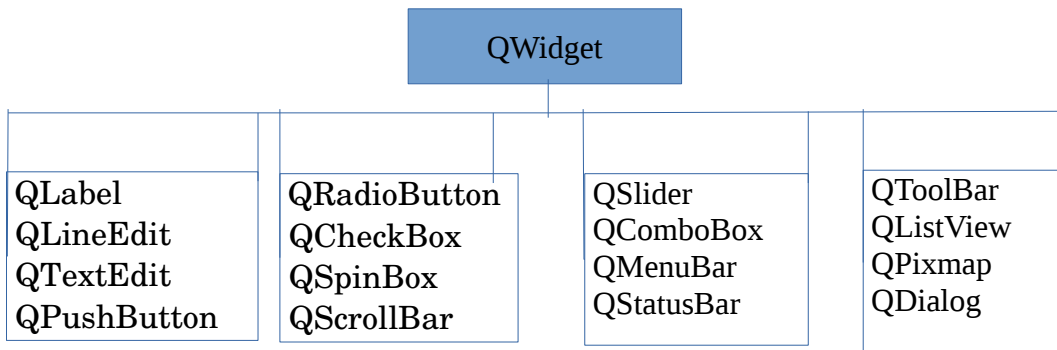 QWidget
QLabel
QLineEdit
QTextEdit
QPushButton
QRadioButton
QCheckBox
QSpinBox
QScrollBar
QSlider
QComboBox
QMenuBar
QStatusBar
QToolBar
QListView
QPixmap
QDialog